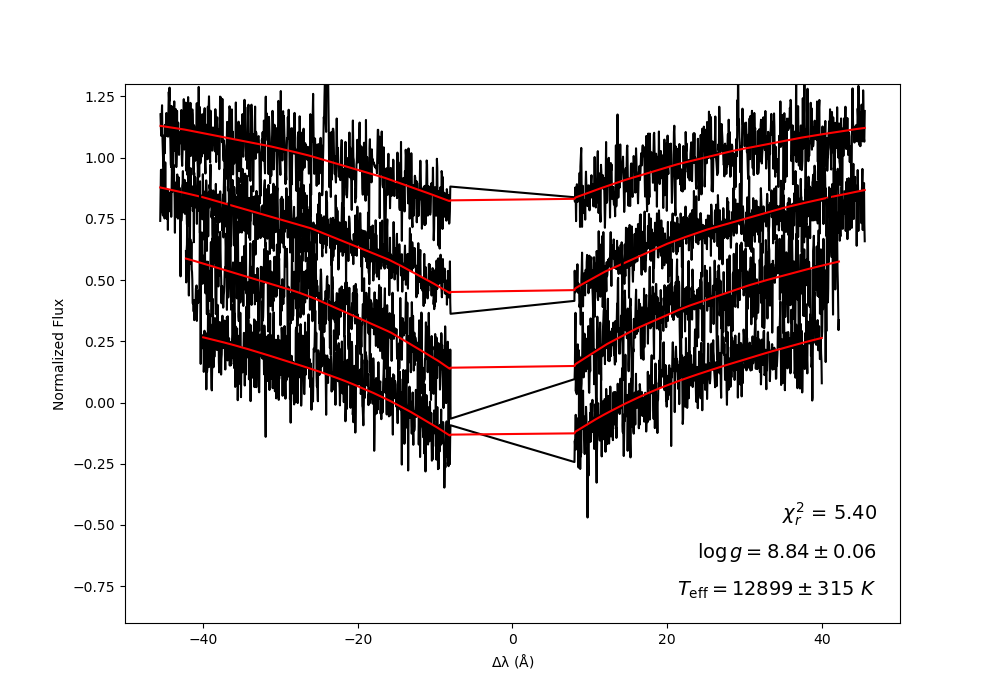 1.25
1.00
0.75
0.50
0.25
0.00
−0.25
−0.50
−0.75
Normalized Flux
χ²ᵣ = 5.40
log g = 8.84 ± 0.06
T_eff = 12899 ± 315 K
−40
−20
0
20
40
Δλ (Å)